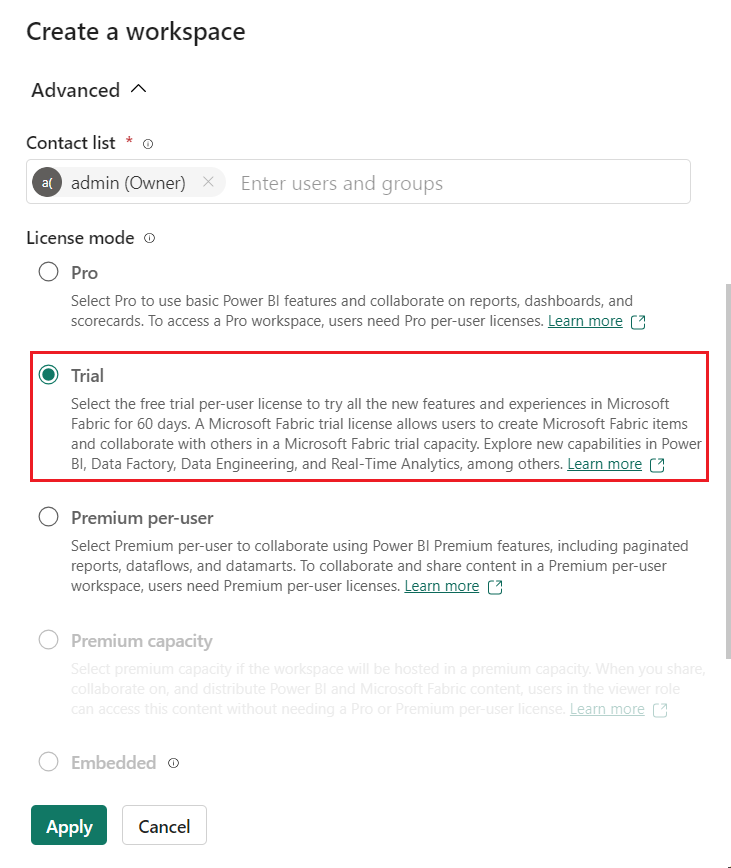 Create a workspace
Advanced
Contact list *
a( admin (Owner) Enter users and groups
License mode
Pro
Select Pro to use basic Power BI features and collaborate on reports, dashboards, and
scorecards. To access a Pro workspace, users need Pro per-user licenses. Learn more
Trial
Select the free trial per-user license to try all the new features and experiences in Microsoft
Fabric for 60 days. A Microsoft Fabric trial license allows users to create Microsoft Fabric items
and collaborate with others in a Microsoft Fabric trial capacity. Explore new capabilities in Power
BI, Data Factory, Data Engineering, and Real-Time Analytics, among others. Learn more
Premium per-user
Select Premium per-user to collaborate using Power BI Premium features, including paginated
reports, dataflows, and datamarts. To collaborate and share content in a Premium per-user
workspace, users need Premium per-user licenses. Learn more
Premium capacity
Select premium capacity if the workspace will be hosted in a premium capacity. When you share,
collaborate on, and distribute Power BI and Microsoft Fabric content, users in the viewer role
can access this content without needing a Pro or Premium per-user license. Learn more
Embedded
Apply Cancel